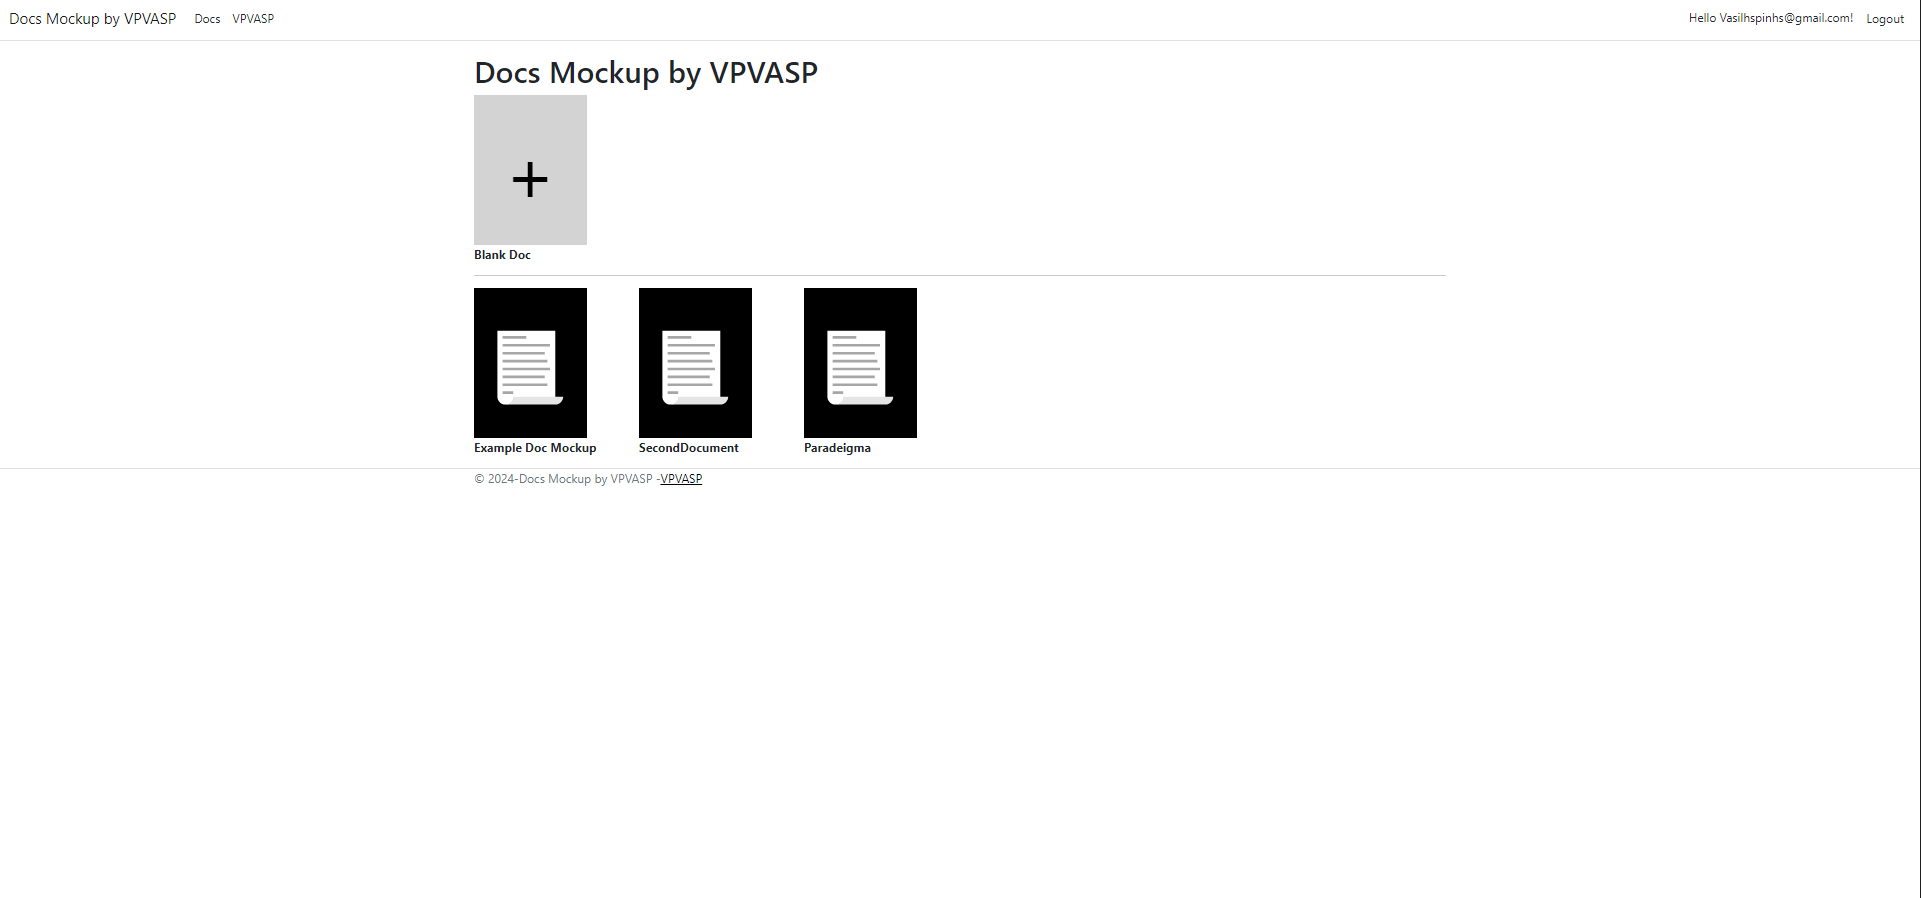 Docs Mockup by VPVASP Docs VPVASP Hello Vasilhspinhs@gmail.com! Logout
Docs Mockup by VPVASP
+
Blank Doc
Example Doc Mockup SecondDocument Paradeigma
© 2024-Docs Mockup by VPVASP -VPVASP